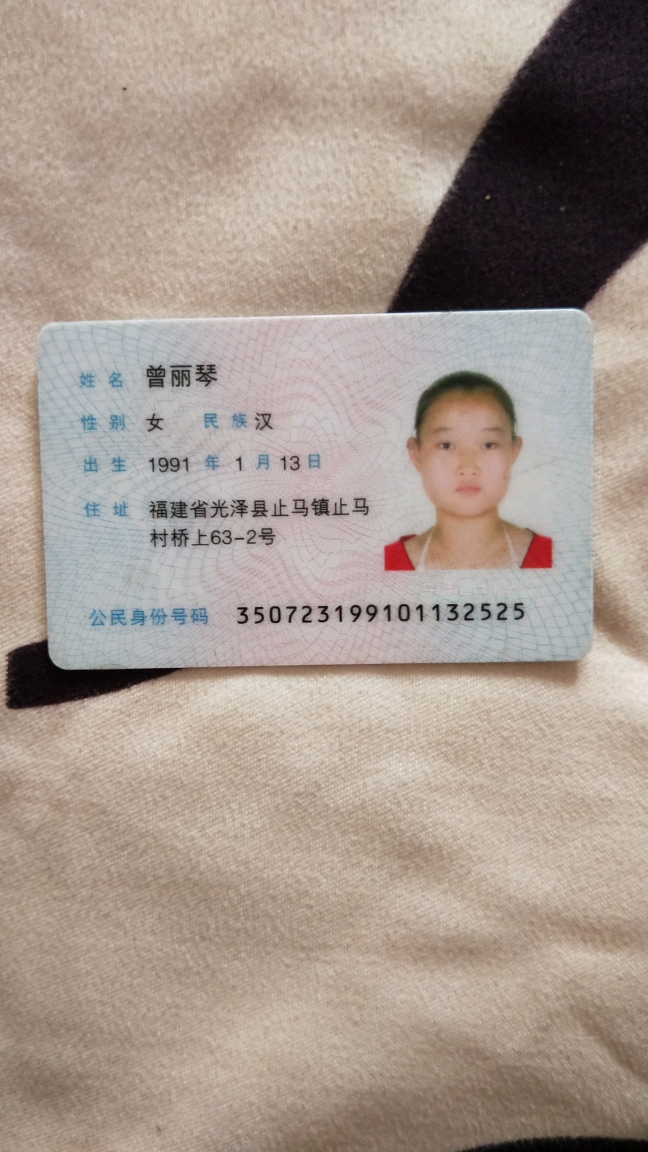 姓名 曾丽琴
性别 女 民族 汉
出生 1991 年 1 月 13 日
住址 福建省光泽县止马镇止马
村桥上63-2号
公民身份号码 350723199101132525